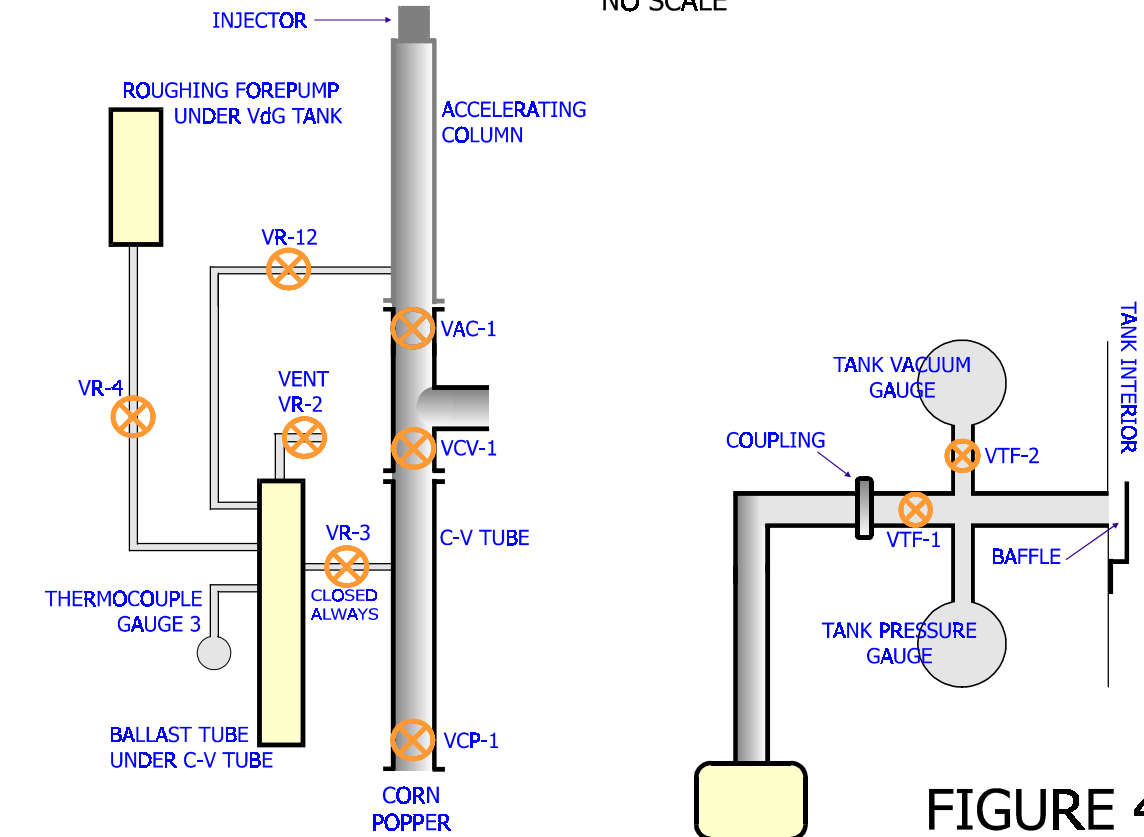 NO SCALE
INJECTOR
ROUGHING FOREPUMP
UNDER VdG TANK
ACCELERATING
COLUMN
VR-12
VAC-1
VENT
VR-2
VR-4
VCV-1
VR-3
CLOSED
ALWAYS
C-V TUBE
THERMOCOUPLE
GAUGE 3
BALLAST TUBE
UNDER C-V TUBE
VCP-1
CORN
POPPER
TANK INTERIOR
TANK VACUUM
GAUGE
COUPLING
VTF-2
VTF-1
BAFFLE
TANK PRESSURE
GAUGE
FIGURE 4